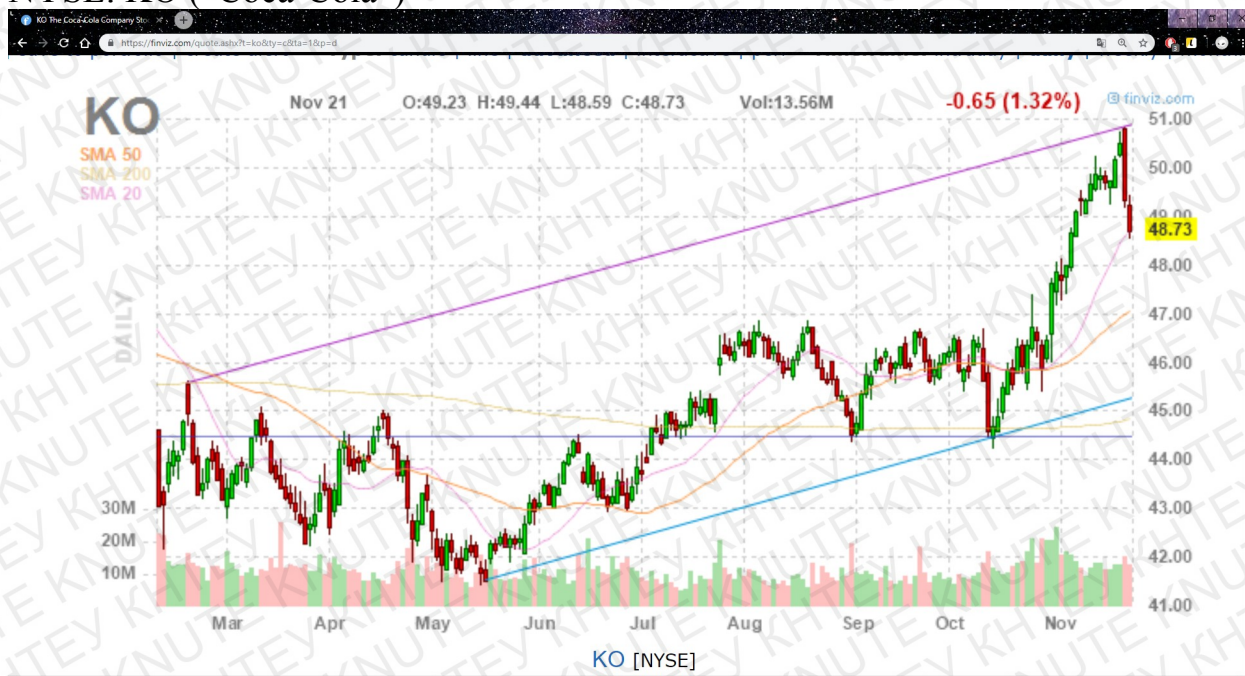 NYSE: KO ("Coca-Cola")
KO The Coca-Cola Company Sto
https://finviz.com/quote.ashx?t=ko&ty=c&ta=1&p=d
KO Nov 21 O:49.23 H:49.44 L:48.59 C:48.73 Vol:13.56M -0.65 (1.32%) © finviz.com
SMA 50
SMA 200
SMA 20
DAILY
51.00
50.00
49.00
48.73
48.00
47.00
46.00
45.00
44.00
43.00
42.00
41.00
30M
20M
10M
Mar Apr May Jun Jul Aug Sep Oct Nov
KO [NYSE]
KNUTEY KNUTEY KNUTEY KNUTEY